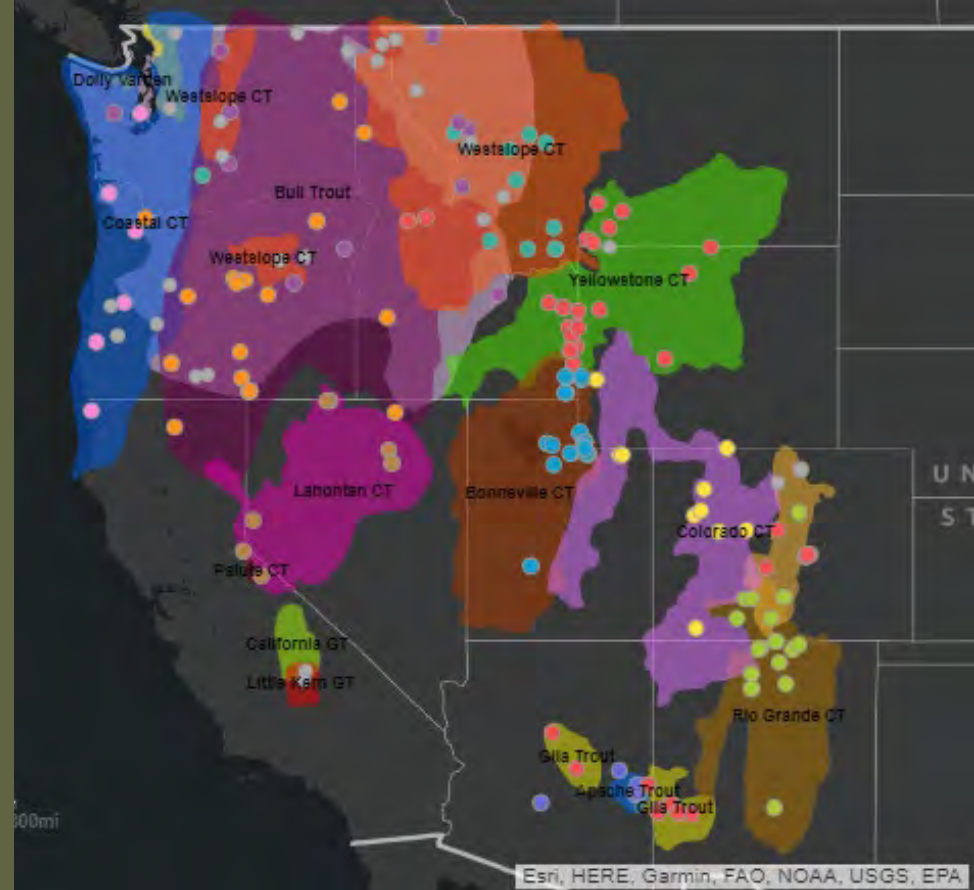 Dolly Varden
Westslope CT
Westslope CT
Bull Trout
Coastal CT
Westslope CT
Yellowstone CT
Lahontan CT
Bonneville CT
U N
S T
Colorado CT
Paiute CT
California GT
Little Kern GT
Rio Grande CT
Gila Trout
Apache Trout
Gila Trout
300mi
Esri, HERE, Garmin, FAO, NOAA, USGS, EPA